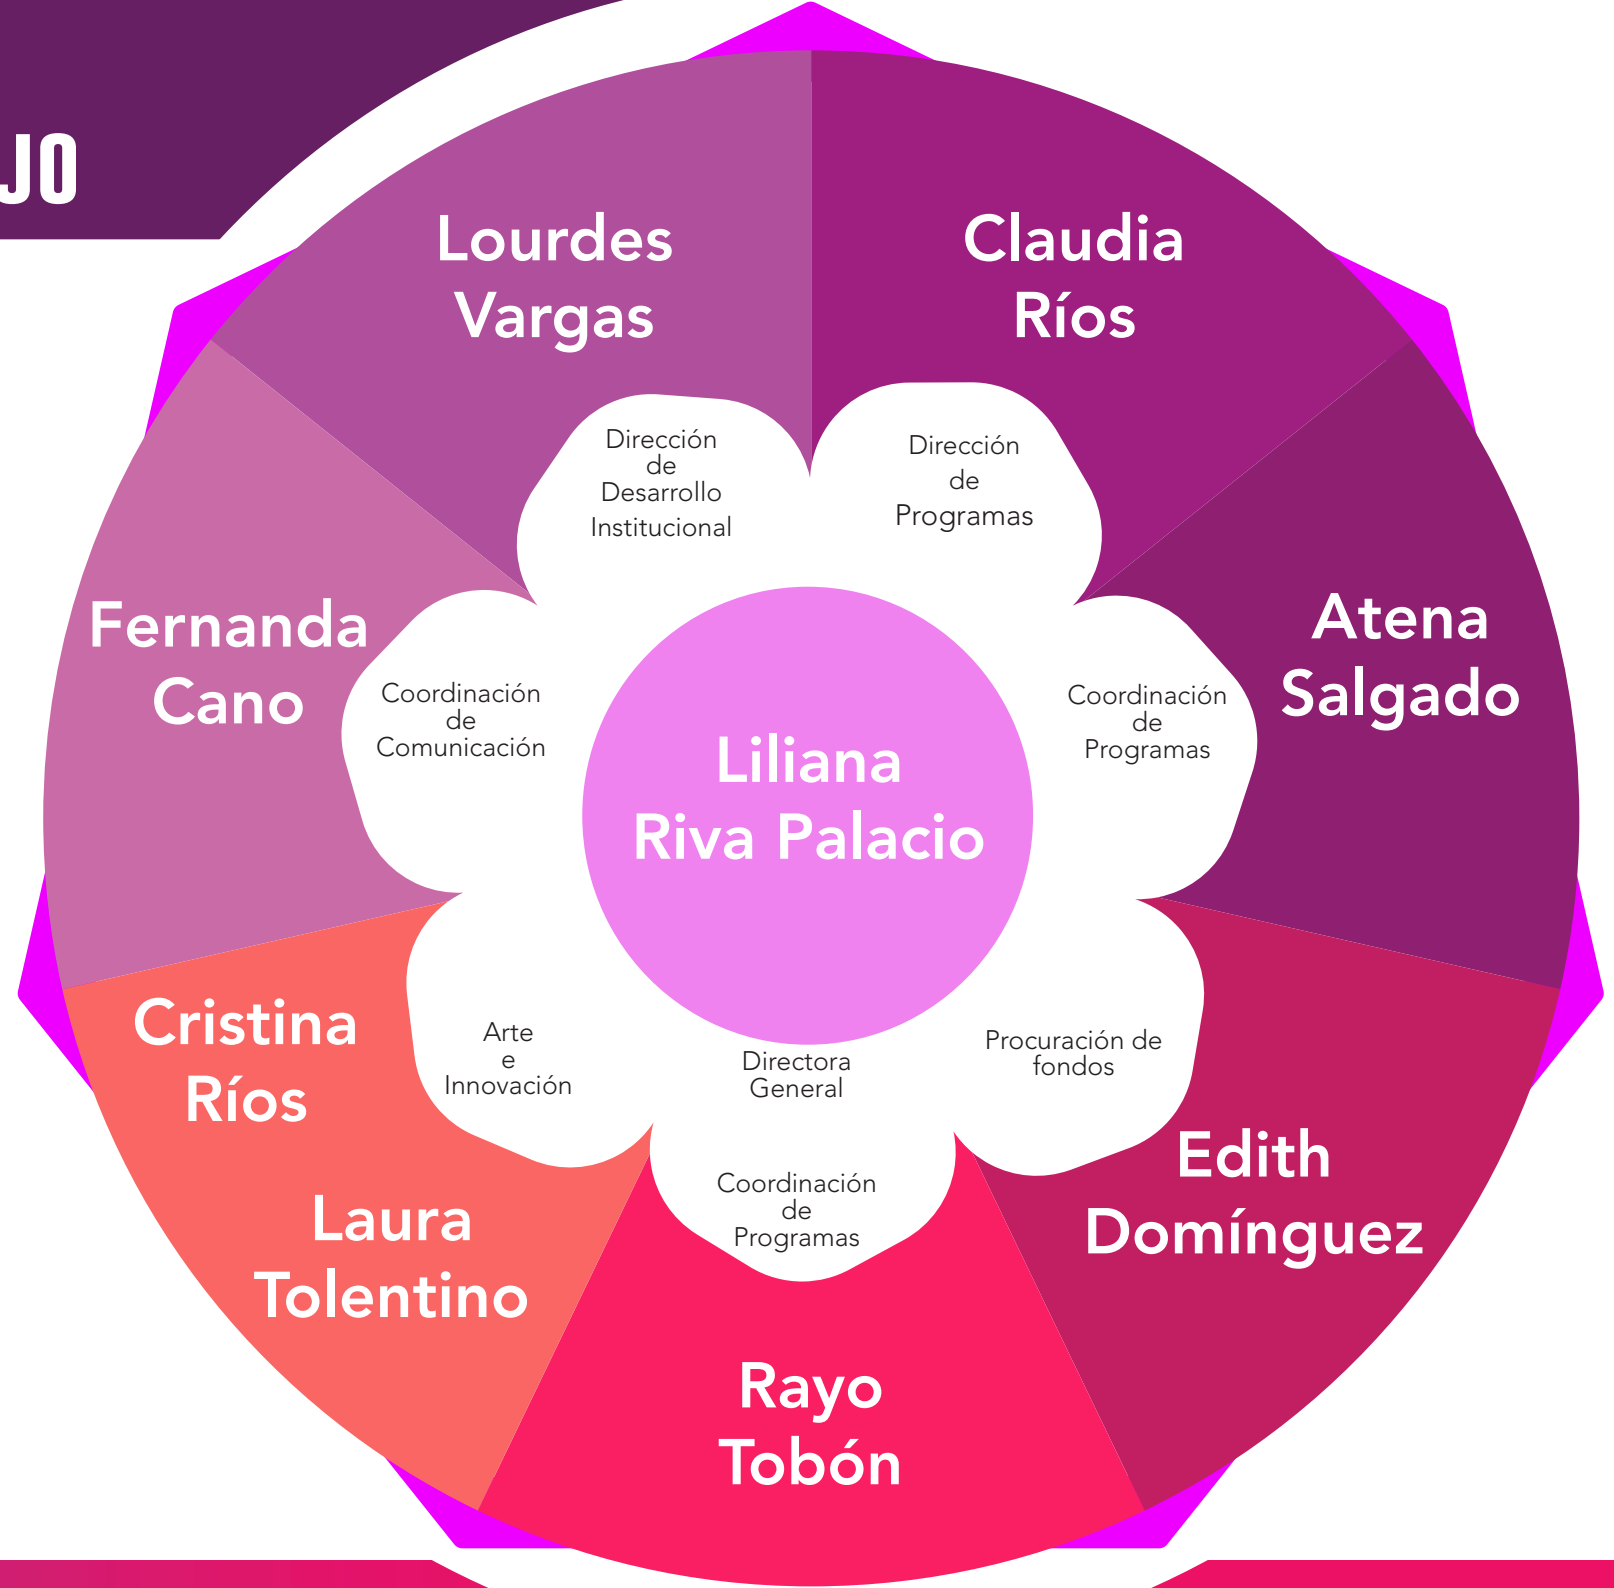 JO
Lourdes
Vargas
Dirección
de
Desarrollo
Institucional
Claudia
Ríos
Dirección
de
Programas
Atena
Salgado
Coordinación
de
Programas
Edith
Domínguez
Procuración de
fondos
Rayo
Tobón
Coordinación
de
Programas
Cristina
Ríos
Laura
Tolentino
Arte
e
Innovación
Fernanda
Cano
Coordinación
de
Comunicación
Liliana
Riva Palacio
Directora
General